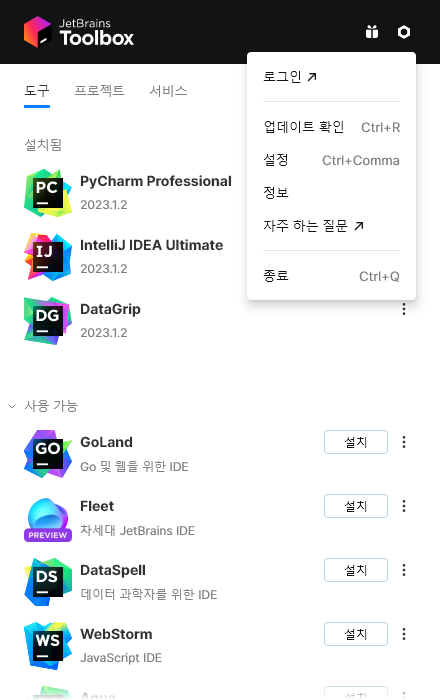 JetBrains
Toolbox
로그인
업데이트 확인 Ctrl+R
설정 Ctrl+Comma
정보
자주 하는 질문
종료 Ctrl+Q
도구 프로젝트 서비스
설치됨
PC
PyCharm Professional
2023.1.2
IJ
IntelliJ IDEA Ultimate
2023.1.2
DG
DataGrip
2023.1.2
사용 가능
GO
GoLand
Go 및 웹을 위한 IDE
설치
PREVIEW
Fleet
차세대 JetBrains IDE
설치
DS
DataSpell
데이터 과학자를 위한 IDE
설치
WS
WebStorm
JavaScript IDE
설치
Aqua
설치